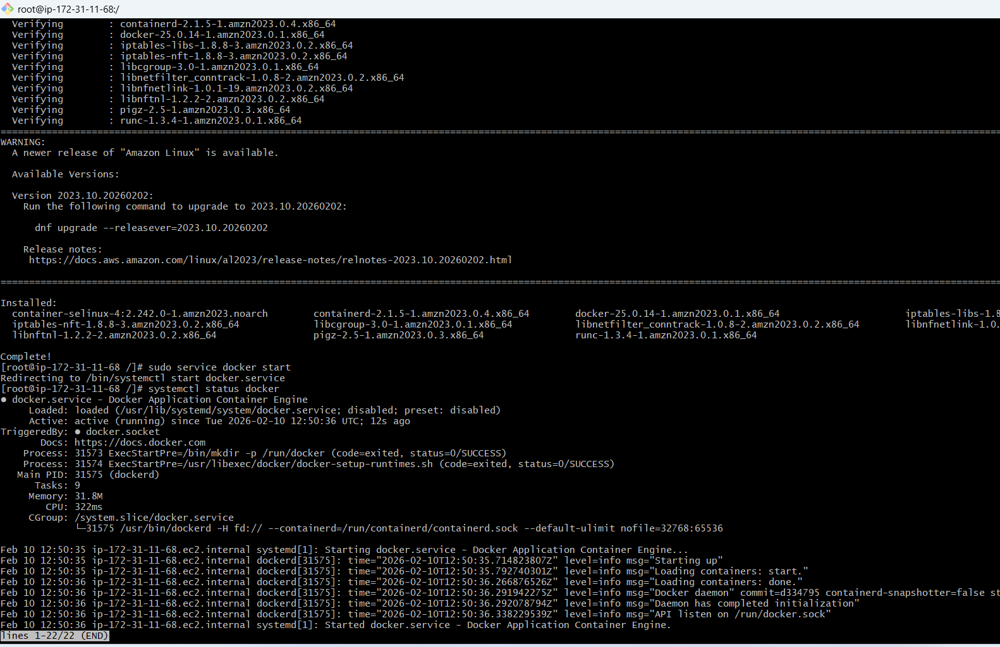 root@ip-172-31-11-68:/
  Verifying        : containerd-2.1.5-1.amzn2023.0.4.x86_64
  Verifying        : docker-25.0.14-1.amzn2023.0.1.x86_64
  Verifying        : iptables-libs-1.8.8-3.amzn2023.0.2.x86_64
  Verifying        : iptables-nft-1.8.8-3.amzn2023.0.2.x86_64
  Verifying        : libcgroup-3.0-1.amzn2023.0.1.x86_64
  Verifying        : libnetfilter_conntrack-1.0.8-2.amzn2023.0.2.x86_64
  Verifying        : libnfnetlink-1.0.1-19.amzn2023.0.2.x86_64
  Verifying        : libnftnl-1.2.2-2.amzn2023.0.2.x86_64
  Verifying        : pigz-2.5-1.amzn2023.0.3.x86_64
  Verifying        : runc-1.3.4-1.amzn2023.0.1.x86_64
WARNING:
  A newer release of "Amazon Linux" is available.
  Available Versions:
  Version 2023.10.20260202:
    Run the following command to upgrade to 2023.10.20260202:
      dnf upgrade --releasever=2023.10.20260202
    Release notes:
     https://docs.aws.amazon.com/linux/al2023/release-notes/relnotes-2023.10.20260202.html
Installed:
  container-selinux-4:2.242.0-1.amzn2023.noarch        containerd-2.1.5-1.amzn2023.0.4.x86_64        docker-25.0.14-1.amzn2023.0.1.x86_64        iptables-libs-1.8
  iptables-nft-1.8.8-3.amzn2023.0.2.x86_64        libcgroup-3.0-1.amzn2023.0.1.x86_64        libnetfilter_conntrack-1.0.8-2.amzn2023.0.2.x86_64        libnfnetlink-1.0.
  libnftnl-1.2.2-2.amzn2023.0.2.x86_64        pigz-2.5-1.amzn2023.0.3.x86_64        runc-1.3.4-1.amzn2023.0.1.x86_64
Complete!
[root@ip-172-31-11-68 /]# sudo service docker start
Redirecting to /bin/systemctl start docker.service
[root@ip-172-31-11-68 /]# systemctl status docker
● docker.service - Docker Application Container Engine
     Loaded: loaded (/usr/lib/systemd/system/docker.service; disabled; preset: disabled)
     Active: active (running) since Tue 2026-02-10 12:50:36 UTC; 12s ago
TriggeredBy: ● docker.socket
       Docs: https://docs.docker.com
    Process: 31573 ExecStartPre=/bin/mkdir -p /run/docker (code=exited, status=0/SUCCESS)
    Process: 31574 ExecStartPre=/usr/libexec/docker/docker-setup-runtimes.sh (code=exited, status=0/SUCCESS)
   Main PID: 31575 (dockerd)
      Tasks: 9
     Memory: 31.8M
        CPU: 322ms
     CGroup: /system.slice/docker.service
             └─31575 /usr/bin/dockerd -H fd:// --containerd=/run/containerd/containerd.sock --default-ulimit nofile=32768:65536
Feb 10 12:50:35 ip-172-31-11-68.ec2.internal systemd[1]: Starting docker.service - Docker Application Container Engine...
Feb 10 12:50:35 ip-172-31-11-68.ec2.internal dockerd[31575]: time="2026-02-10T12:50:35.714823807Z" level=info msg="Starting up"
Feb 10 12:50:35 ip-172-31-11-68.ec2.internal dockerd[31575]: time="2026-02-10T12:50:35.792740301Z" level=info msg="Loading containers: start."
Feb 10 12:50:36 ip-172-31-11-68.ec2.internal dockerd[31575]: time="2026-02-10T12:50:36.266876526Z" level=info msg="Loading containers: done."
Feb 10 12:50:36 ip-172-31-11-68.ec2.internal dockerd[31575]: time="2026-02-10T12:50:36.291942275Z" level=info msg="Docker daemon" commit=d334795 containerd-snapshotter=false st
Feb 10 12:50:36 ip-172-31-11-68.ec2.internal dockerd[31575]: time="2026-02-10T12:50:36.292078794Z" level=info msg="Daemon has completed initialization"
Feb 10 12:50:36 ip-172-31-11-68.ec2.internal dockerd[31575]: time="2026-02-10T12:50:36.338229539Z" level=info msg="API listen on /run/docker.sock"
Feb 10 12:50:36 ip-172-31-11-68.ec2.internal systemd[1]: Started docker.service - Docker Application Container Engine.
lines 1-22/22 (END)